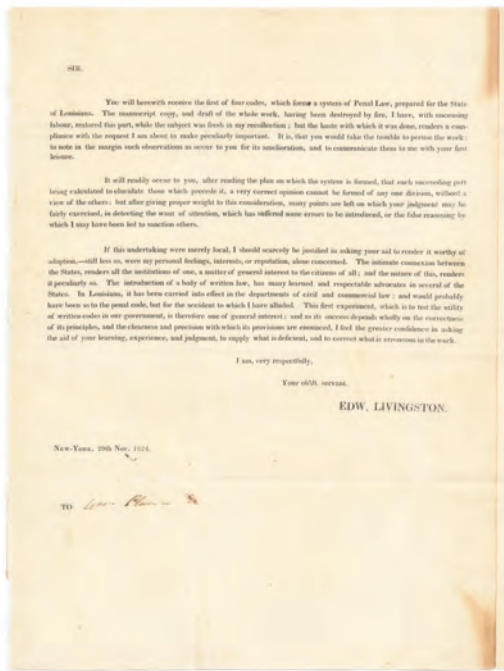 SIR,
You will herewith receive the first of four codes, which forms a system of Penal Law, prepared for the State
of Louisiana. The manuscript copy, and draft of the whole work, having been destroyed by fire, I have, with unceasing
labour, restored this part, while the subject was fresh in my recollection; but the haste with which it was done, renders a com-
pliance with the request I am about to make peculiarly important. It is, that you would take the trouble to peruse the work;
to note in the margin such observations as occur to you for its amelioration, and to communicate them to me with your first
leisure.
It will readily occur to you, after reading the plan on which the system is formed, that each succeeding part
being calculated to elucidate those which precede it, a very correct opinion cannot be formed of any one division, without a
view of the others; but after giving proper weight to this consideration, many points are left on which your judgment may be
fairly exercised, in detecting the want of attention, which has suffered some errors to be introduced, or the false reasoning by
which I may have been led to sanction others.
If this undertaking were merely local, I should scarcely be justified in asking your aid to render it worthy of
adoption,—still less so, were my personal feelings, interests, or reputation, alone concerned. The intimate connexion between
the States, renders all the institutions of one, a matter of general interest to the citizens of all; and the nature of this, renders
it peculiarly so. The introduction of a body of written law, has many learned and respectable advocates in several of the
States. In Louisiana, it has been carried into effect in the departments of civil and commercial law; and would probably
have been so in the penal code, but for the accident to which I have alluded. This first experiment, which is to test the utility
of written codes in our government, is therefore one of general interest; and as its success depends wholly on the correctness
of its principles, and the clearness and precision with which its provisions are enounced, I feel the greater confidence in asking
the aid of your learning, experience, and judgment, to supply what is deficient, and to correct what is erroneous in the work.
I am, very respectfully,
Your obdt. servant.
EDW. LIVINGSTON.
New-York, 29th Nov. 1824.
TO